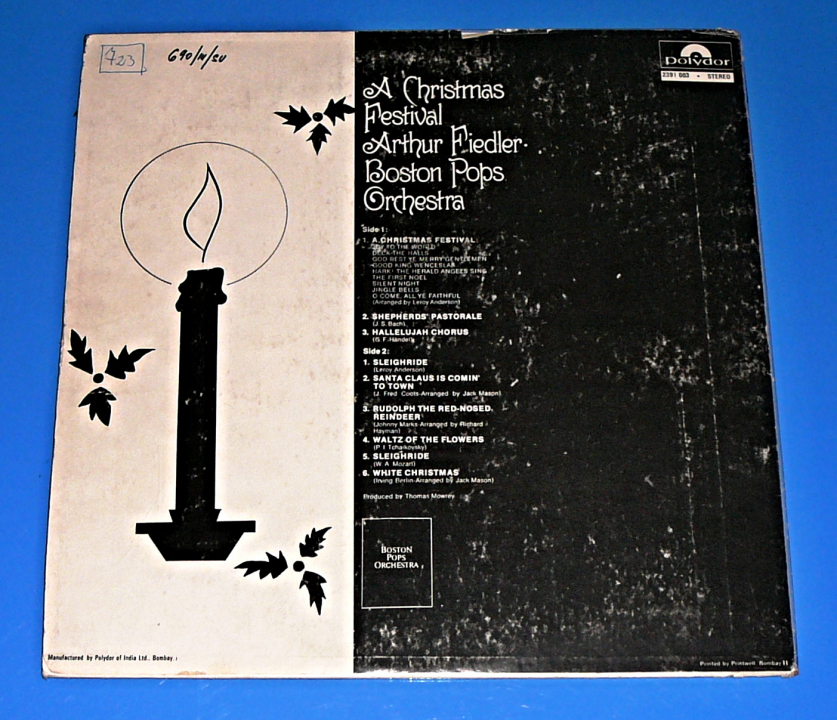 423
690/N/SU
polydor
2391 003 • STEREO
A Christmas
Festival
Arthur Fiedler·
Boston Pops
Orchestra
Side 1:
1. A CHRISTMAS FESTIVAL
JOY TO THE WORLD
DECK THE HALLS
GOD REST YE MERRY GENTLEMEN
GOOD KING WENCESLAS
HARK! THE HERALD ANGELS SING
THE FIRST NOEL
SILENT NIGHT
JINGLE BELLS
O COME, ALL YE FAITHFUL
(Arranged by Leroy Anderson)
2. SHEPHERDS' PASTORALE
(J. S. Bach)
3. HALLELUJAH CHORUS
(G. F. Handel)
Side 2:
1. SLEIGHRIDE
(Leroy Anderson)
2. SANTA CLAUS IS COMIN'
TO TOWN
(J. Fred Coots-Arranged by Jack Mason)
3. RUDOLPH THE RED-NOSED
REINDEER
(Johnny Marks-Arranged by Richard
Hayman)
4. WALTZ OF THE FLOWERS
(P. I. Tchaikovsky)
5. SLEIGHRIDE
(W. A. Mozart)
6. WHITE CHRISTMAS
(Irving Berlin-Arranged by Jack Mason)
Produced by Thomas Mowrey
BOSTON
POPS
ORCHESTRA
Manufactured by Polydor of India Ltd., Bombay.
Printed by Printwell, Bombay 11